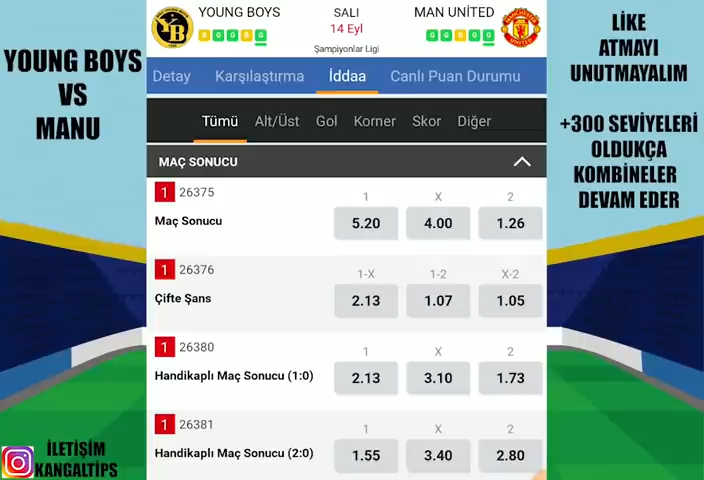 YOUNG BOYS
VS
MANU
YOUNG BOYS
SALI
14 Eyl
Şampiyonlar Ligi
MAN UNİTED
G G G
G G G G
Detay Karşılaştırma İddaa Canlı Puan Durumu
Tümü Alt/Üst Gol Korner Skor Diğer
MAÇ SONUCU
1 26375
1 X 2
Maç Sonucu
5.20 4.00 1.26
1 26376
1-X 1-2 X-2
Çifte Şans
2.13 1.07 1.05
1 26380
1 X 2
Handikaplı Maç Sonucu (1:0)
2.13 3.10 1.73
1 26381
1 X 2
Handikaplı Maç Sonucu (2:0)
1.55 3.40 2.80
LİKE
ATMAYI
UNUTMAYALIM
+300 SEVİYELERİ
OLDUKÇA
KOMBİNELER
DEVAM EDER
İLETİŞİM
KANGALTİPS